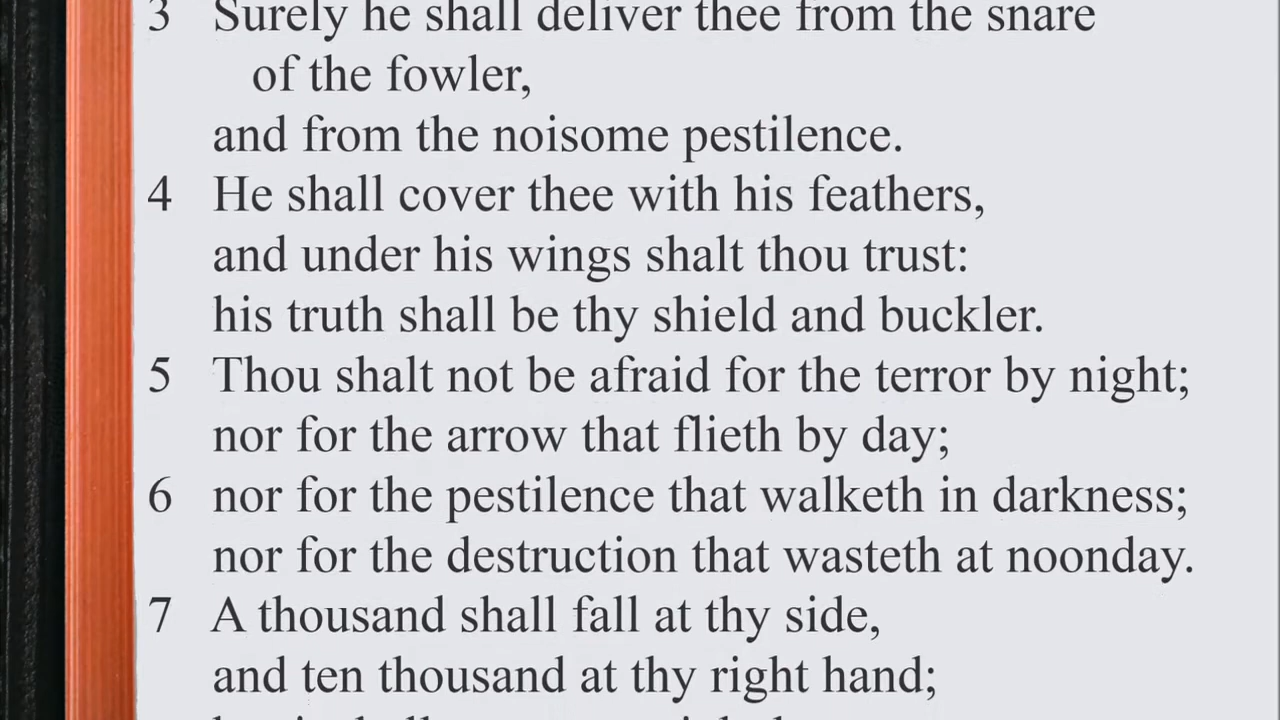 3 Surely he shall deliver thee from the snare
of the fowler,
and from the noisome pestilence.
4 He shall cover thee with his feathers,
and under his wings shalt thou trust:
his truth shall be thy shield and buckler.
5 Thou shalt not be afraid for the terror by night;
nor for the arrow that flieth by day;
6 nor for the pestilence that walketh in darkness;
nor for the destruction that wasteth at noonday.
7 A thousand shall fall at thy side,
and ten thousand at thy right hand;